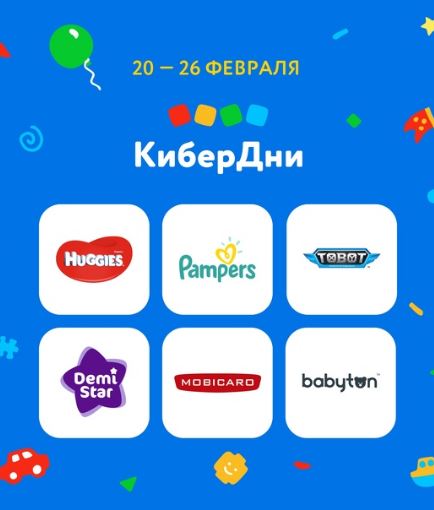 20 – 26 ФЕВРАЛЯ
КиберДни
HUGGIES
Pampers
TOBOT
Demi
Star
MOBICARO
babyton